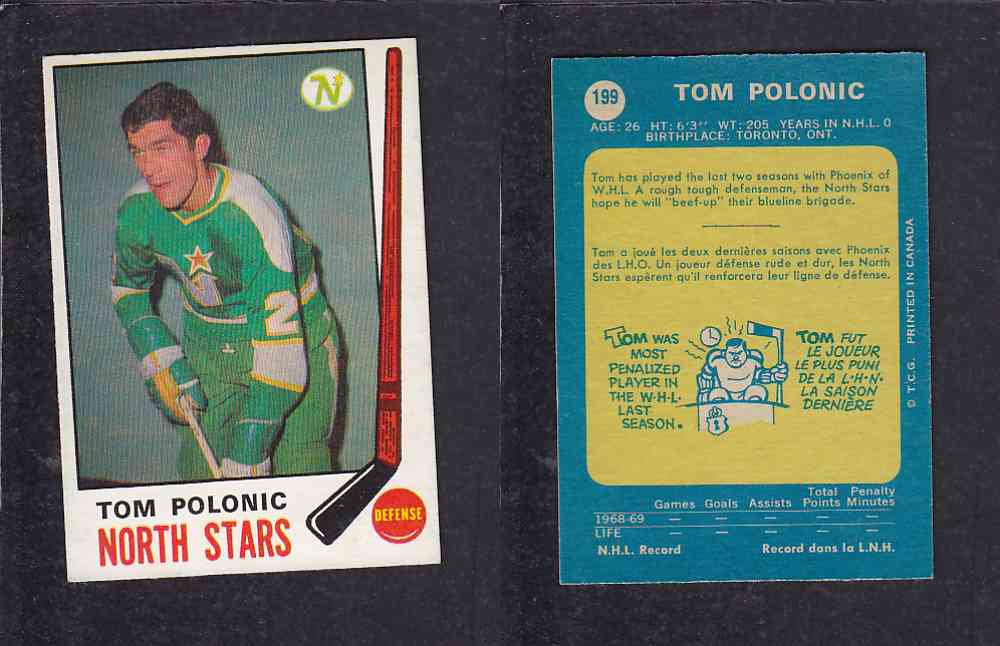 N
2
TOM POLONIC
NORTH STARS
DEFENSE
199
TOM POLONIC
AGE: 26 HT: 6'3" WT: 205 YEARS IN N.H.L. 0
BIRTHPLACE: TORONTO, ONT.
Tom has played the last two seasons with Phoenix of
W.H.L. A rough tough defenseman, the North Stars
hope he will "beef-up" their blueline brigade.
Tom a joué les deux dernières saisons avec Phoenix
des L.H.O. Un joueur défense rude et dur, les North
Stars espèrent qu'il renforcera leur ligne de défense.
TOM WAS
MOST
PENALIZED
PLAYER IN
THE W·H·L·
LAST
SEASON.
TOM FUT
LE JOUEUR
LE PLUS PUNI
DE LA L·H·N·
LA SAISON
DERNIÈRE
© T.C.G. PRINTED IN CANADA
Games Goals Assists Total Points Penalty Minutes
1968-69 — — — — —
LIFE — — — — —
N.H.L. Record Record dans la L.N.H.